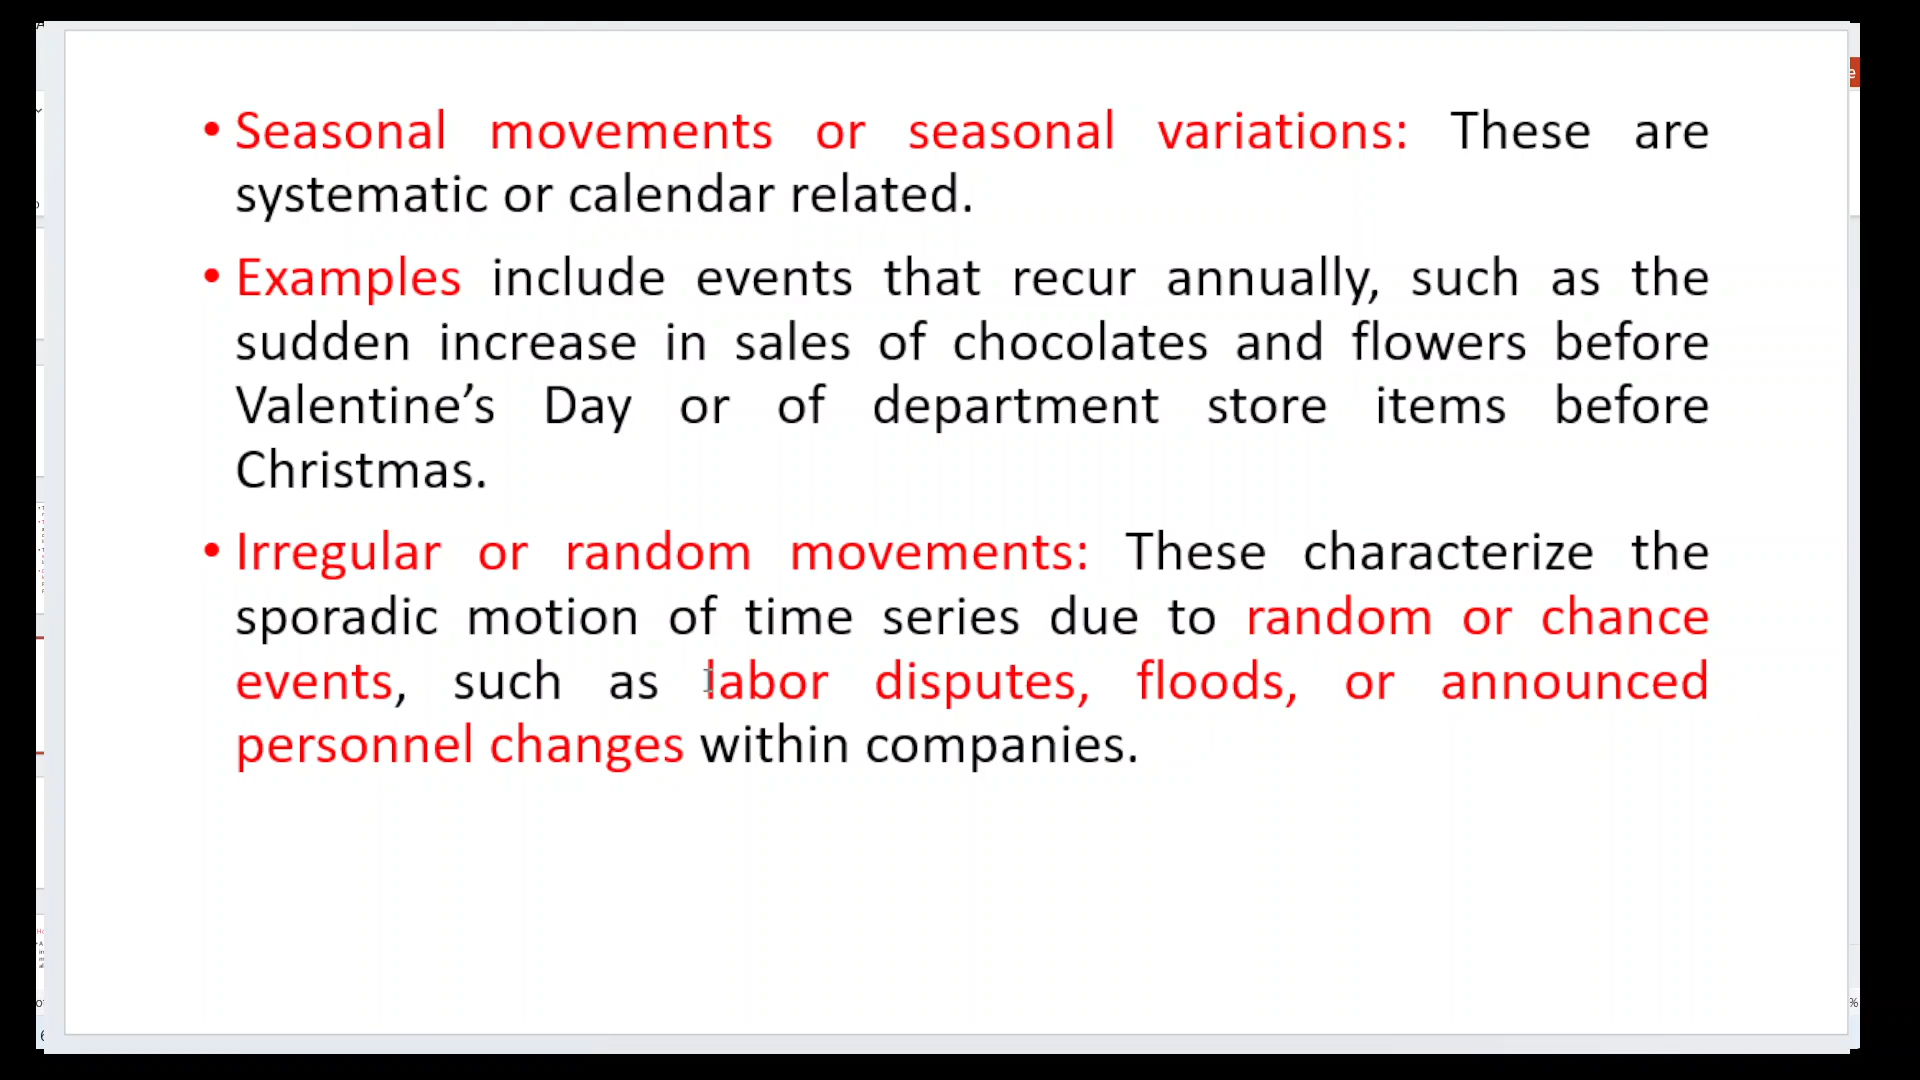 • Seasonal movements or seasonal variations: These are
systematic or calendar related.
• Examples include events that recur annually, such as the
sudden increase in sales of chocolates and flowers before
Valentine’s Day or of department store items before
Christmas.
• Irregular or random movements: These characterize the
sporadic motion of time series due to random or chance
events, such as labor disputes, floods, or announced
personnel changes within companies.